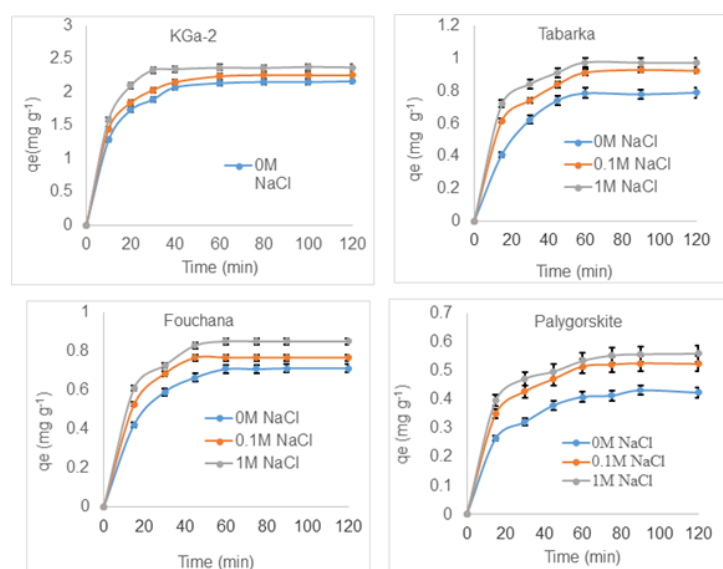 KGa-2
3
2.5
2
1.5
1
0.5
0
qe(mg g⁻¹)
0M
NaCl
0 20 40 60 80 100 120
Time (min)
Tabarka
1.2
1
0.8
0.6
0.4
0.2
0
qe (mg g⁻¹)
0M NaCl
0.1M NaCl
1M NaCl
0 20 40 60 80 100 120
Time (min)
Fouchana
1
0.8
0.6
0.4
0.2
0
qe (mg g⁻¹)
0M NaCl
0.1M NaCl
1M NaCl
0 20 40 60 80 100 120
Time (min)
Palygorskite
0.7
0.6
0.5
0.4
0.3
0.2
0.1
0
qe (mg g⁻¹)
0M NaCl
0.1M NaCl
1M NaCl
0 20 40 60 80 100 120
Time (min)